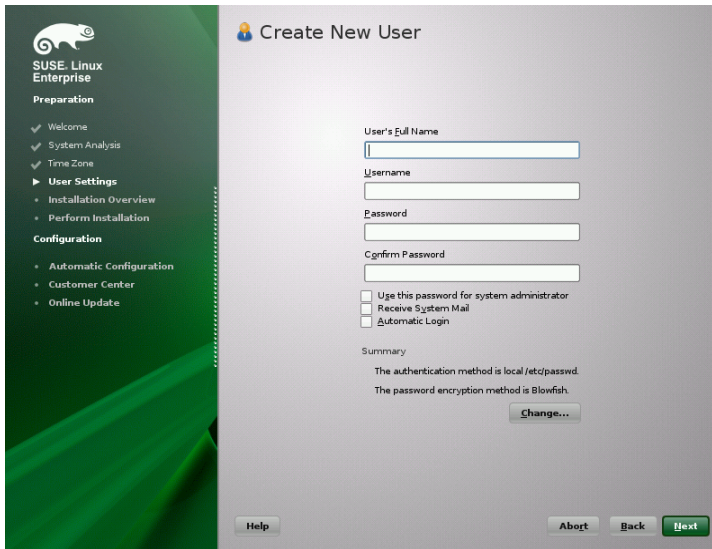 SUSE. Linux
Enterprise
Preparation
Welcome
System Analysis
Time Zone
User Settings
Installation Overview
Perform Installation
Configuration
Automatic Configuration
Customer Center
Online Update
Create New User
User's Full Name
Username
Password
Confirm Password
Use this password for system administrator
Receive System Mail
Automatic Login
Summary
The authentication method is local /etc/passwd.
The password encryption method is Blowfish.
Change...
Help
Abort
Back
Next